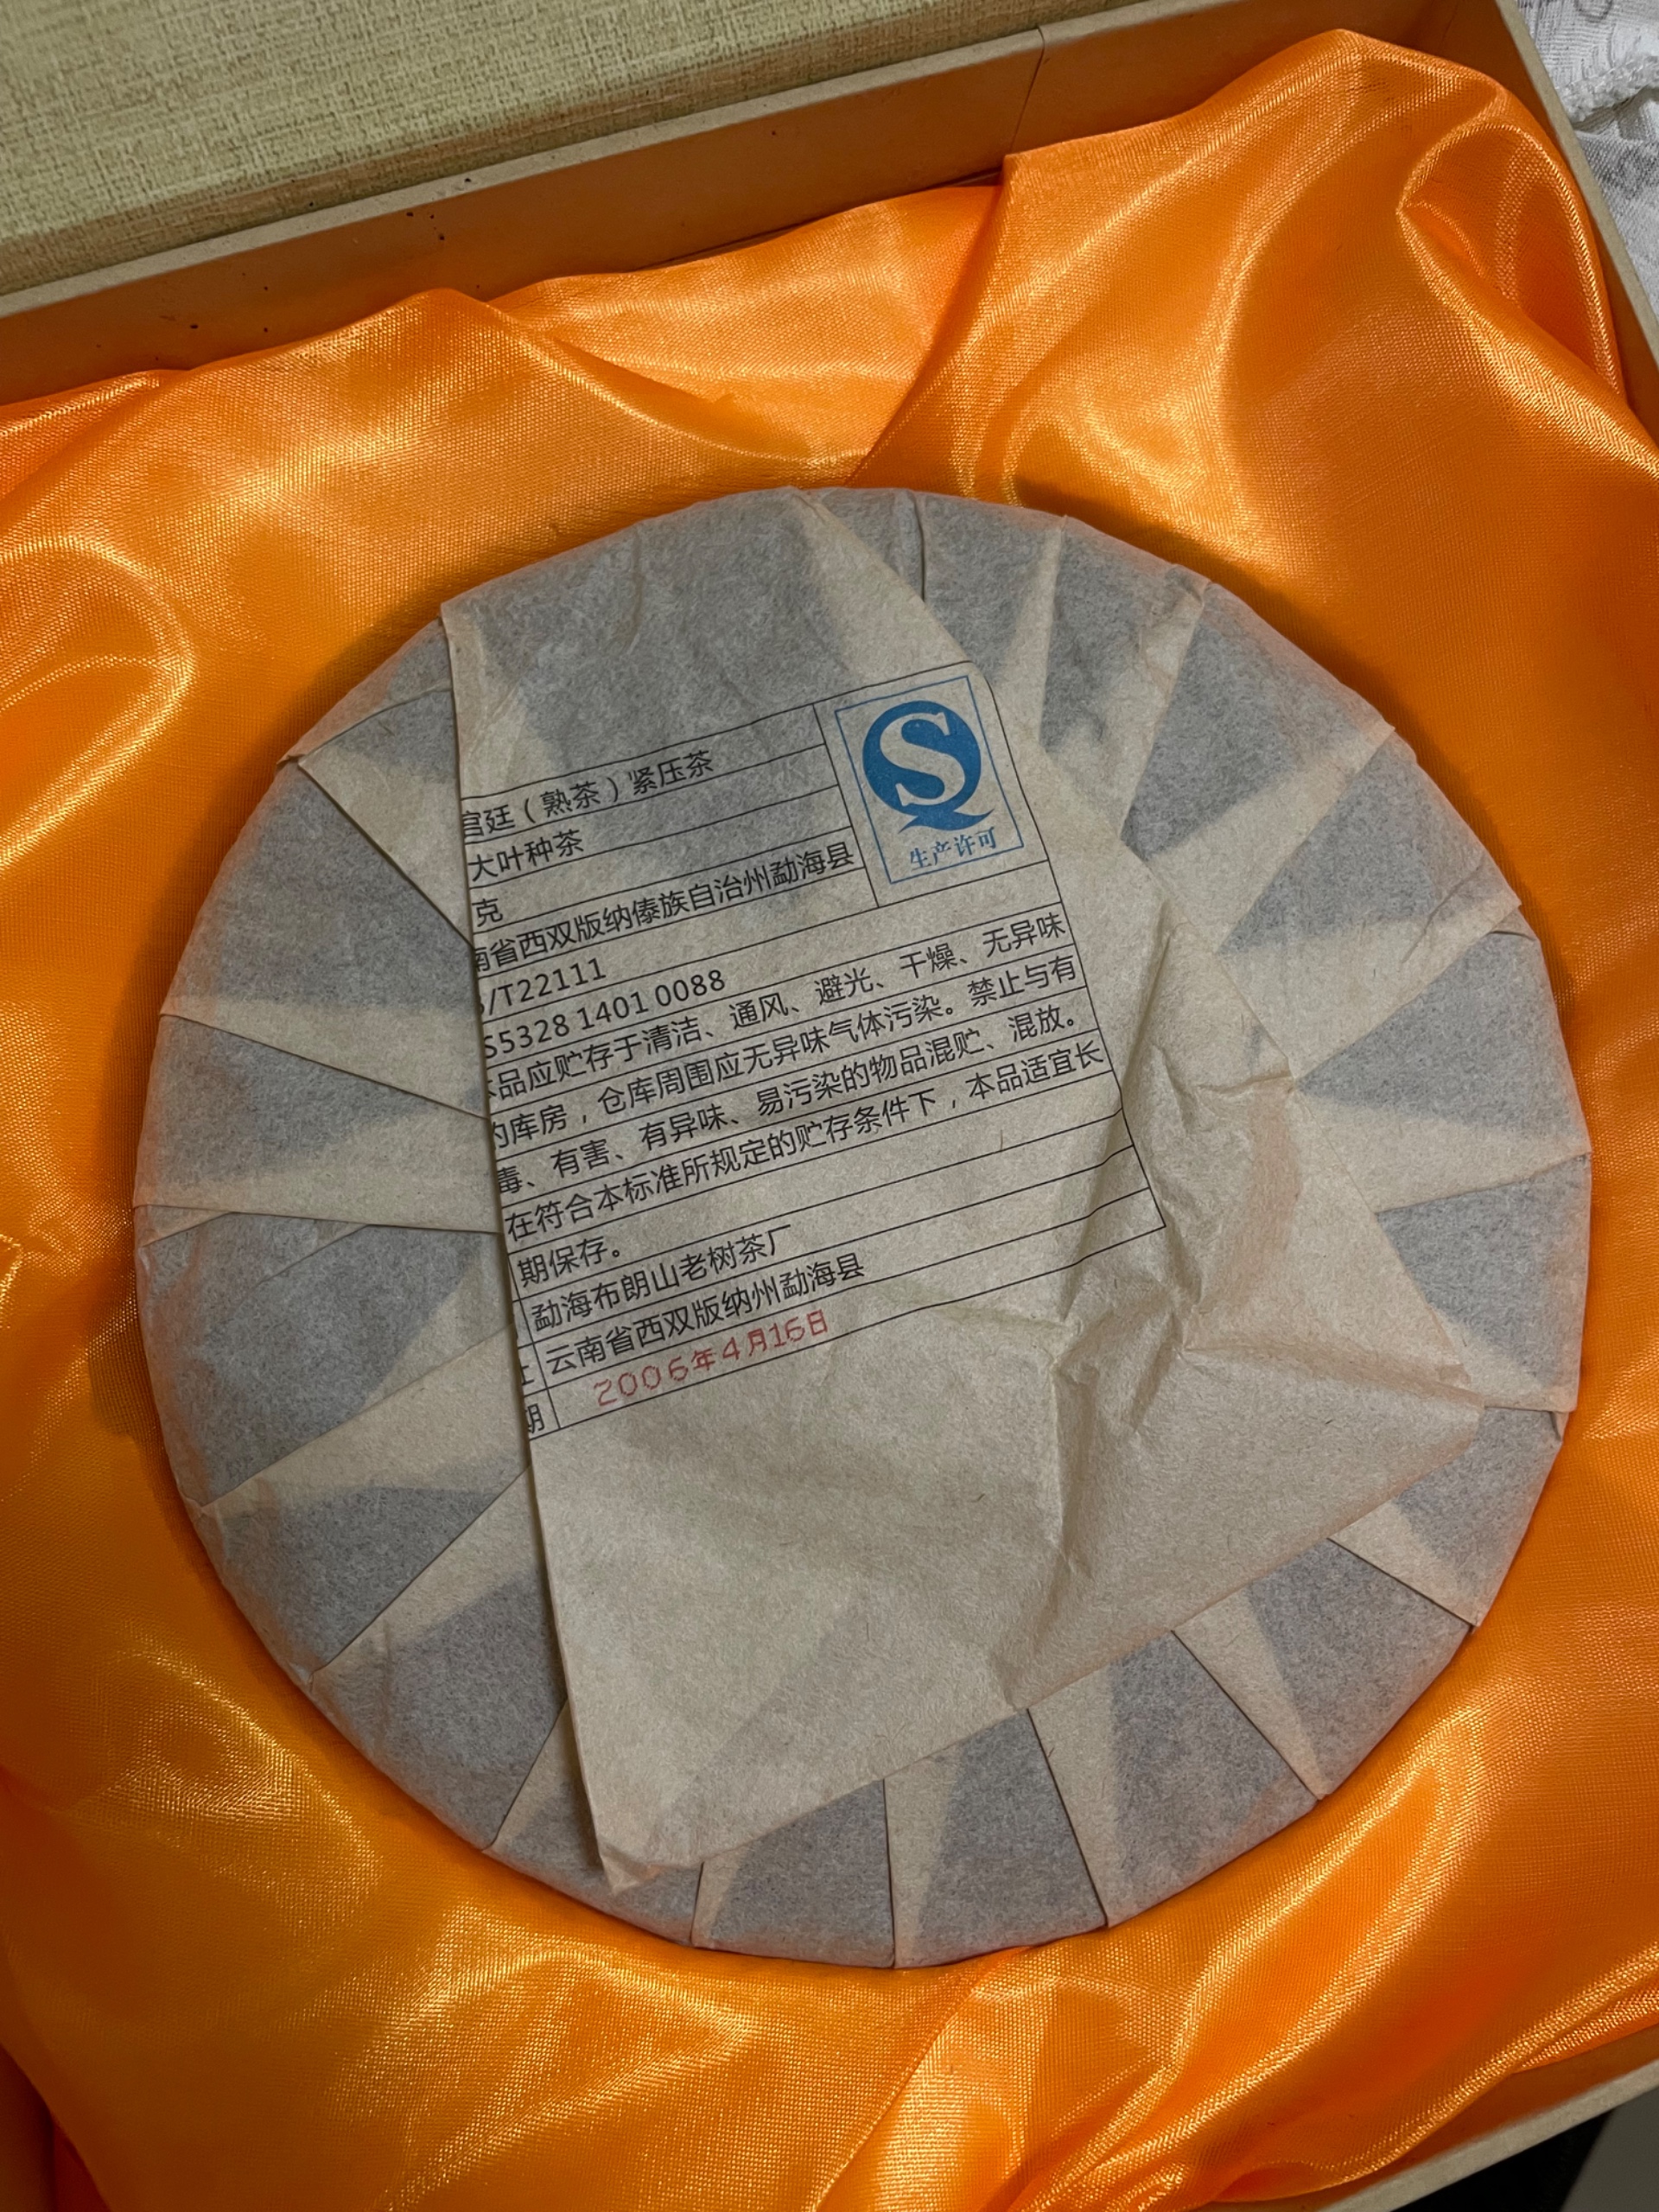 宫廷（熟茶）紧压茶
大叶种茶
克
南省西双版纳傣族自治州勐海县
/T22111
S5328 1401 0088
品应贮存于清洁、通风、避光、干燥、无异味
的库房，仓库周围应无异味气体污染。禁止与有
毒、有害、有异味、易污染的物品混贮、混放。
在符合本标准所规定的贮存条件下，本品适宜长
期保存。
勐海布朗山老树茶厂
云南省西双版纳州勐海县
期 2006年4月16日
S
生产许可